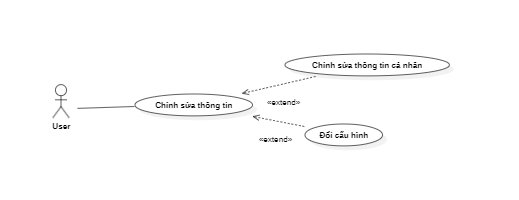 Chỉnh sửa thông tin cá nhân
«extend»
Chỉnh sửa thông tin
User
Đổi cấu hình
«extend»